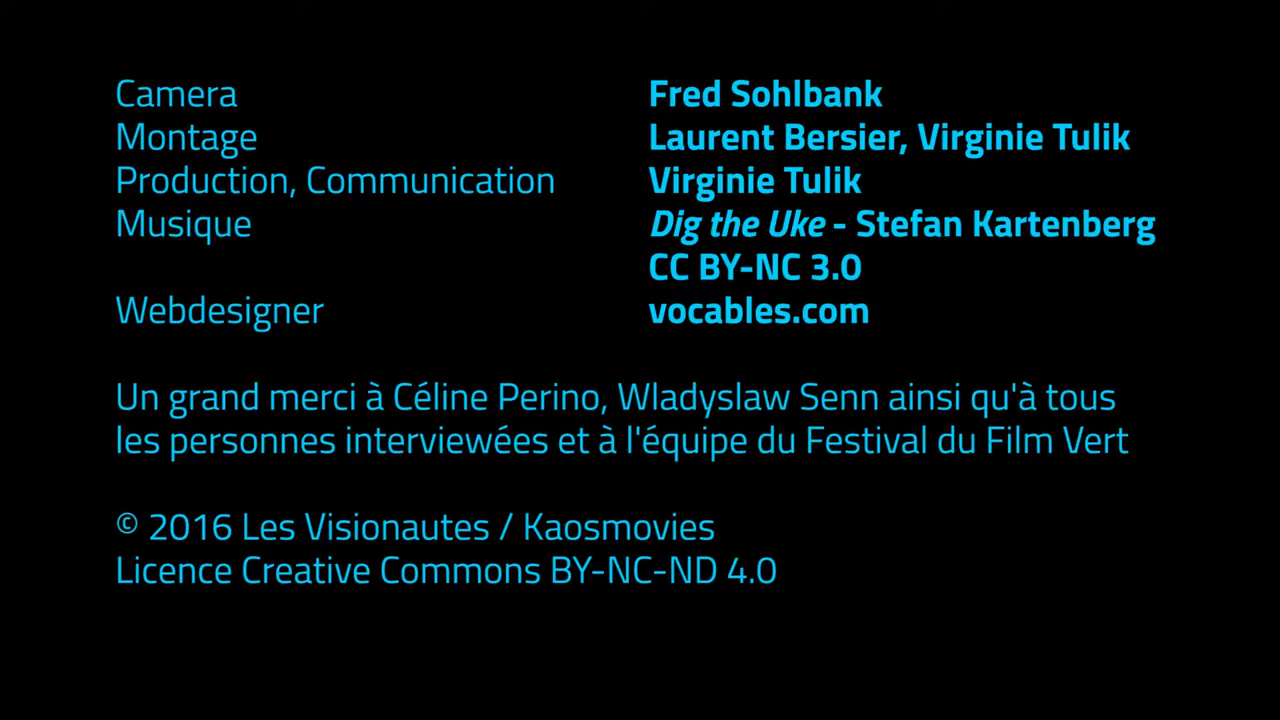 Camera Fred Sohlbank
Montage Laurent Bersier, Virginie Tulik
Production, Communication Virginie Tulik
Musique Dig the Uke - Stefan Kartenberg
CC BY-NC 3.0
Webdesigner vocables.com
Un grand merci à Céline Perino, Wladyslaw Senn ainsi qu'à tous
les personnes interviewées et à l'équipe du Festival du Film Vert
© 2016 Les Visionautes / Kaosmovies
Licence Creative Commons BY-NC-ND 4.0